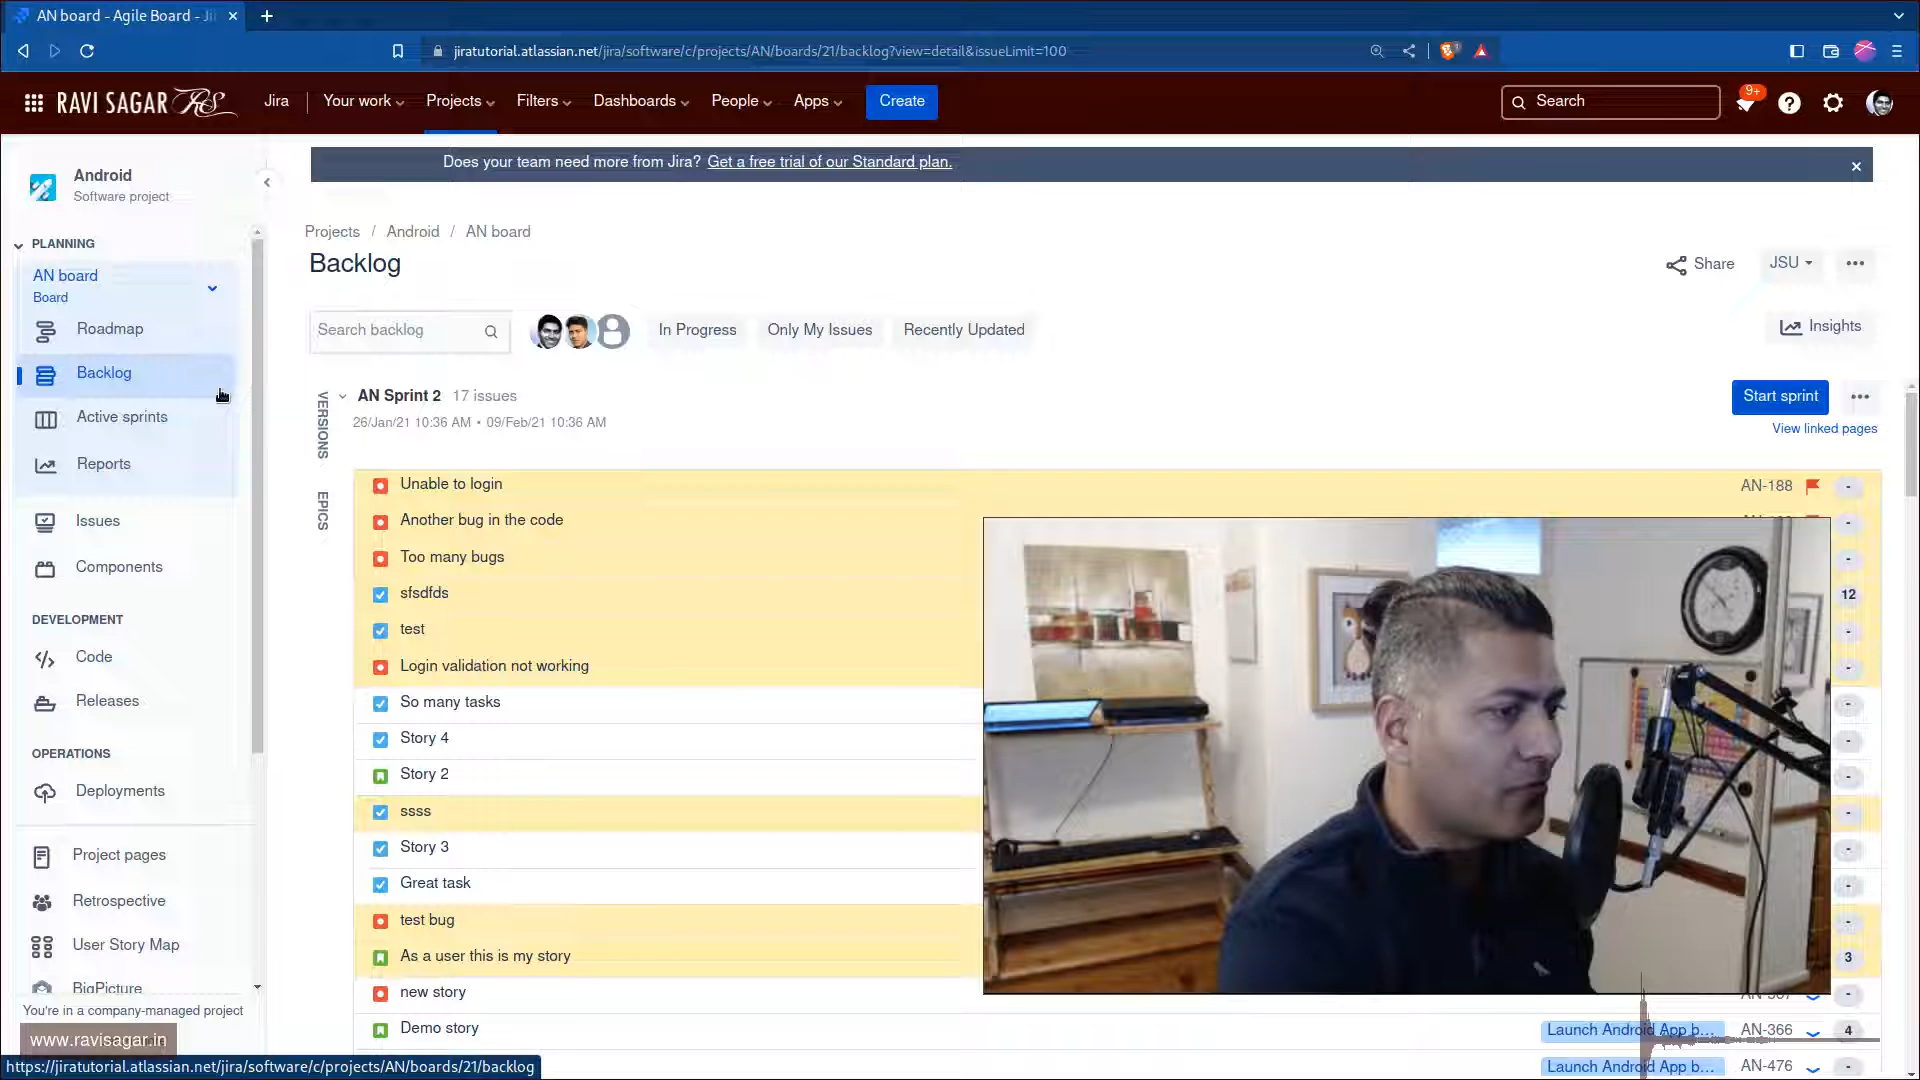 AN board - Agile Board - Ji
jiratutorial.atlassian.net/jira/software/c/projects/AN/boards/21/backlog?view=detail&issueLimit=100
RAVI SAGAR RS Jira Your work Projects Filters Dashboards People Apps Create Search 9+
Does your team need more from Jira? Get a free trial of our Standard plan.
Android
Software project
PLANNING
AN board
Board
Roadmap
Backlog
Active sprints
Reports
Issues
Components
DEVELOPMENT
Code
Releases
OPERATIONS
Deployments
Project pages
Retrospective
User Story Map
BigPicture
You're in a company-managed project
www.ravisagar.in
https://jiratutorial.atlassian.net/jira/software/c/projects/AN/boards/21/backlog
Projects / Android / AN board
Backlog
Share JSU
Search backlog In Progress Only My Issues Recently Updated Insights
VERSIONS
EPICS
AN Sprint 2 17 issues Start sprint
26/Jan/21 10:36 AM • 09/Feb/21 10:36 AM View linked pages
Unable to login AN-188 -
Another bug in the code -
Too many bugs -
sfsdfds 12
test -
Login validation not working -
So many tasks -
Story 4 -
Story 2 -
ssss -
Story 3 -
Great task -
test bug -
As a user this is my story 3
new story -
Demo story Launch Android App b... AN-366 4
Launch Android App b... AN-476 -